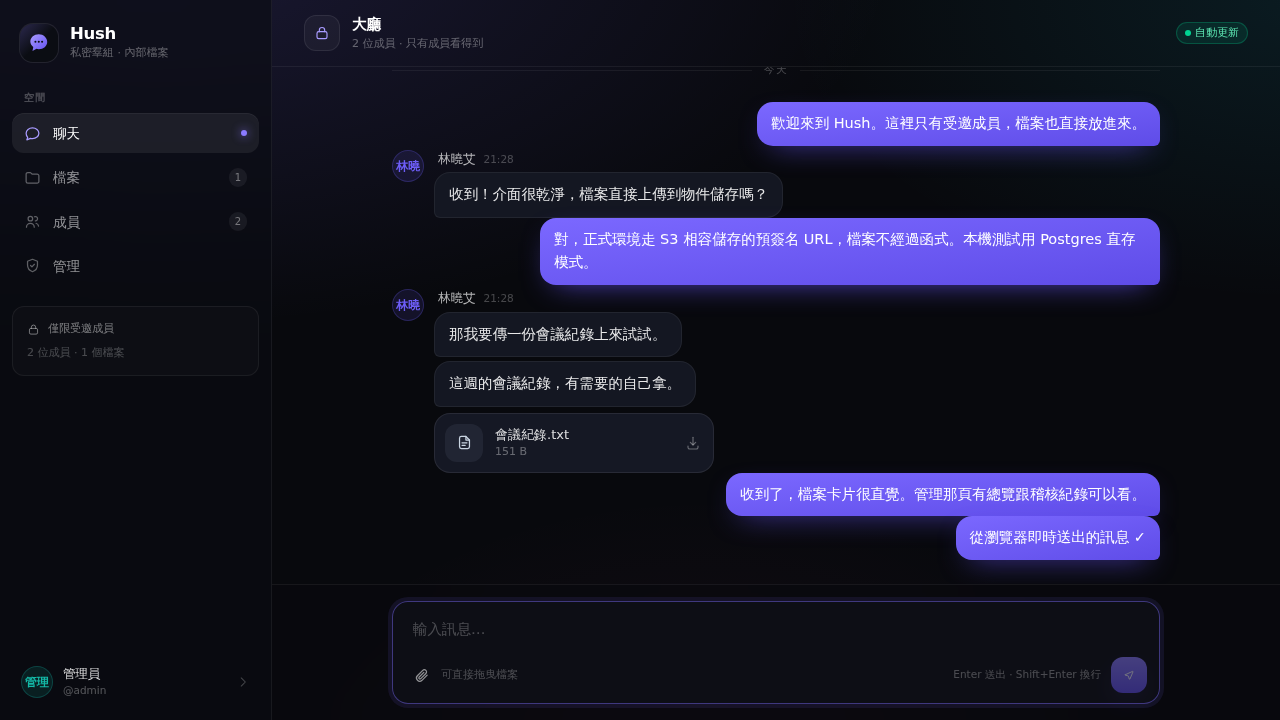 Hush
私密羣組 · 內部檔案
空間
聊天
檔案
1
成員
2
管理
僅限受邀成員
2 位成員 · 1 個檔案
管理
管理員
@admin
大廳
2 位成員 · 只有成員看得到
自動更新
今天
歡迎來到 Hush。這裡只有受邀成員，檔案也直接放進來。
林曉
林曉艾 21:28
收到！介面很乾淨，檔案直接上傳到物件儲存嗎？
對，正式環境走 S3 相容儲存的預簽名 URL，檔案不經過函式。本機測試用 Postgres 直存
模式。
林曉
林曉艾 21:28
那我要傳一份會議紀錄上來試試。
這週的會議紀錄，有需要的自己拿。
會議紀錄.txt
151 B
收到了，檔案卡片很直覺。管理那頁有總覽跟稽核紀錄可以看。
從瀏覽器即時送出的訊息 ✓
輸入訊息…
可直接拖曳檔案
Enter 送出 · Shift+Enter 換行